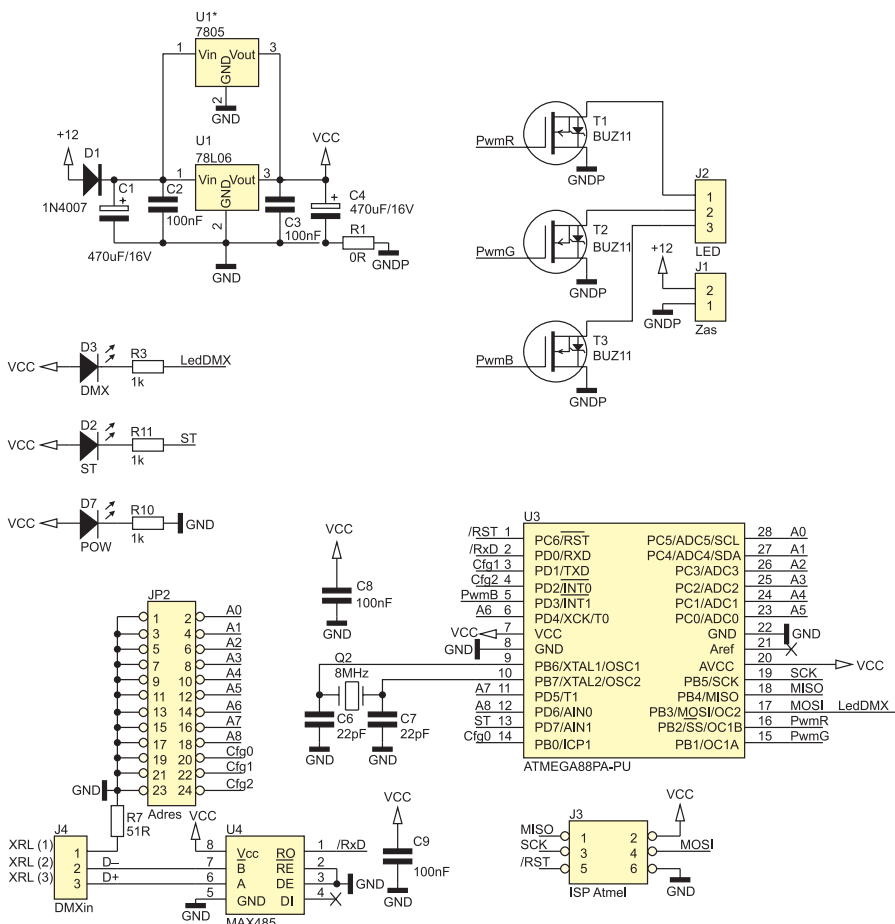 U1*
7805
1 Vin Vout 3
GND
2
GND
+12
D1
1N4007
U1
78L06
1 Vin Vout 3
GND
2
GND
VCC
C1
+
470uF/16V
C2
100nF
C3
100nF
C4
+
470uF/16V
R1
0R
GNDP
PwmR
T1
BUZ11
GNDP
PwmG
T2
BUZ11
GNDP
PwmB
T3
BUZ11
GNDP
J2
1
2
3
LED
+12
J1
2
1
Zas
GNDP
VCC D3 R3 LedDMX
DMX 1k
VCC D2 R11 ST
ST 1k
VCC D7 R10 GND
POW 1k
VCC
C8
100nF
GND
JP2
1 2 A0
3 4 A1
5 6 A2
7 8 A3
9 10 A4
11 12 A5
13 14 A6
15 16 A7
17 18 A8
19 20 Cfg0
21 22 Cfg1
GND 23 24 Cfg2
Adres
Q2
8MHz
C6
22pF
C7
22pF
GND
U3
/RST 1 PC6/RST PC5/ADC5/SCL 28 A0
/RxD 2 PD0/RXD PC4/ADC4/SDA 27 A1
Cfg1 3 PD1/TXD PC3/ADC3 26 A2
Cfg2 4 PD2/INT0 PC2/ADC2 25 A3
PwmB 5 PD3/INT1 PC1/ADC1 24 A4
A6 6 PD4/XCK/T0 PC0/ADC0 23 A5
VCC 7 VCC GND 22 GND
GND 8 GND Aref 21
9 PB6/XTAL1/OSC1 AVCC 20 VCC
10 PB7/XTAL2/OSC2 PB5/SCK 19 SCK
A7 11 PD5/T1 PB4/MISO 18 MISO
A8 12 PD6/AIN0 PB3/MOSI/OC2 17 MOSI LedDMX
ST 13 PD7/AIN1 PB2/SS/OC1B 16 PwmR
Cfg0 14 PB0/ICP1 PB1/OC1A 15 PwmG
ATMEGA88PA-PU
R7
51R
J4
XRL (1) 1
XRL (2) 2 D–
XRL (3) 3 D+
DMXin
VCC
U4
8 Vcc RO 1 /RxD
7 B RE 2
6 A DE 3 GND
GND 5 GND DI 4
MAX485
VCC
C9
100nF
GND
J3
VCC
MISO 1 2
SCK 3 4 MOSI
/RST 5 6
GND
ISP Atmel